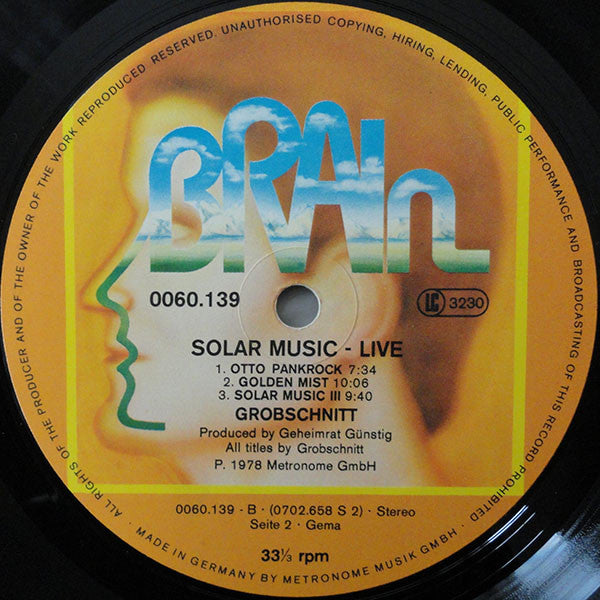 ALL RIGHTS OF THE PRODUCER AND OF THE OWNER OF THE WORK REPRODUCED RESERVED. UNAUTHORISED COPYING, HIRING, LENDING, PUBLIC PERFORMANCE AND BROADCASTING OF THIS RECORD PROHIBITED
BRAIn
0060.139
LC 3230
SOLAR MUSIC - LIVE
1. OTTO PANKROCK 7:34
2. GOLDEN MIST 10:06
3. SOLAR MUSIC III 9:40
GROBSCHNITT
Produced by Geheimrat Günstig
All titles by Grobschnitt
P. 1978 Metronome GmbH
0060.139 - B · (0702.658 S 2) · Stereo
Seite 2 · Gema
33⅓ rpm
· MADE IN GERMANY BY METRONOME MUSIK GMBH ·